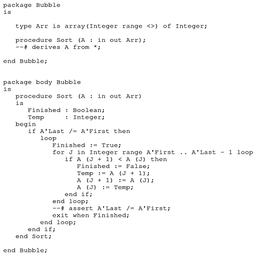 package Bubble
is
type Arr is array(Integer range <>) of Integer;
procedure Sort (A : in out Arr);
--# derives A from *;
end Bubble;
package body Bubble
is
procedure Sort (A : in out Arr)
is
Finished : Boolean;
Temp : Integer;
begin
if A'Last /= A'First then
loop
Finished := True;
for J in Integer range A'First .. A'Last - 1 loop
if A (J + 1) < A (J) then
Finished := False;
Temp := A (J + 1);
A (J + 1) := A (J);
A (J) := Temp;
end if;
end loop;
--# assert A'Last /= A'First;
exit when Finished;
end loop;
end if;
end Sort;
end Bubble;